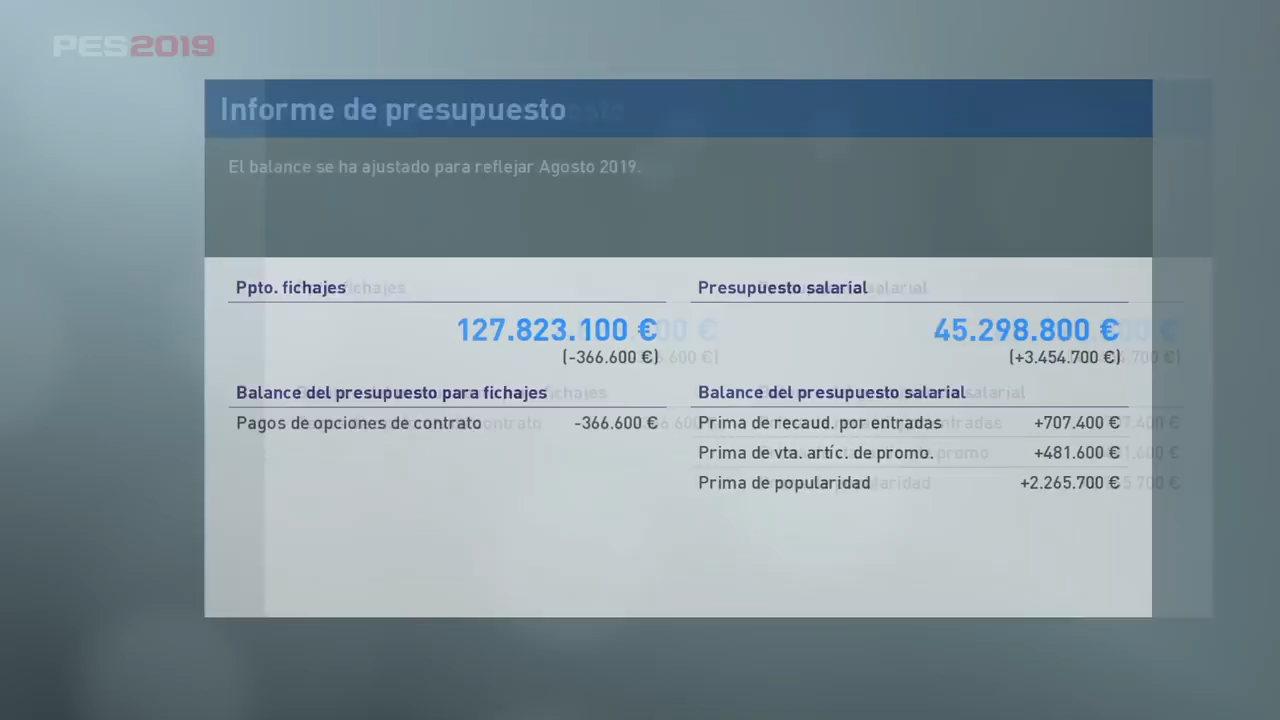 PES2019
Informe de presupuesto
El balance se ha ajustado para reflejar Agosto 2019.
Ppto. fichajes
127.823.100 €
(-366.600 €)
Balance del presupuesto para fichajes
Pagos de opciones de contrato -366.600 €
Presupuesto salarial
45.298.800 €
(+3.454.700 €)
Balance del presupuesto salarial
Prima de recaud. por entradas +707.400 €
Prima de vta. artíc. de promo. +481.600 €
Prima de popularidad +2.265.700 €